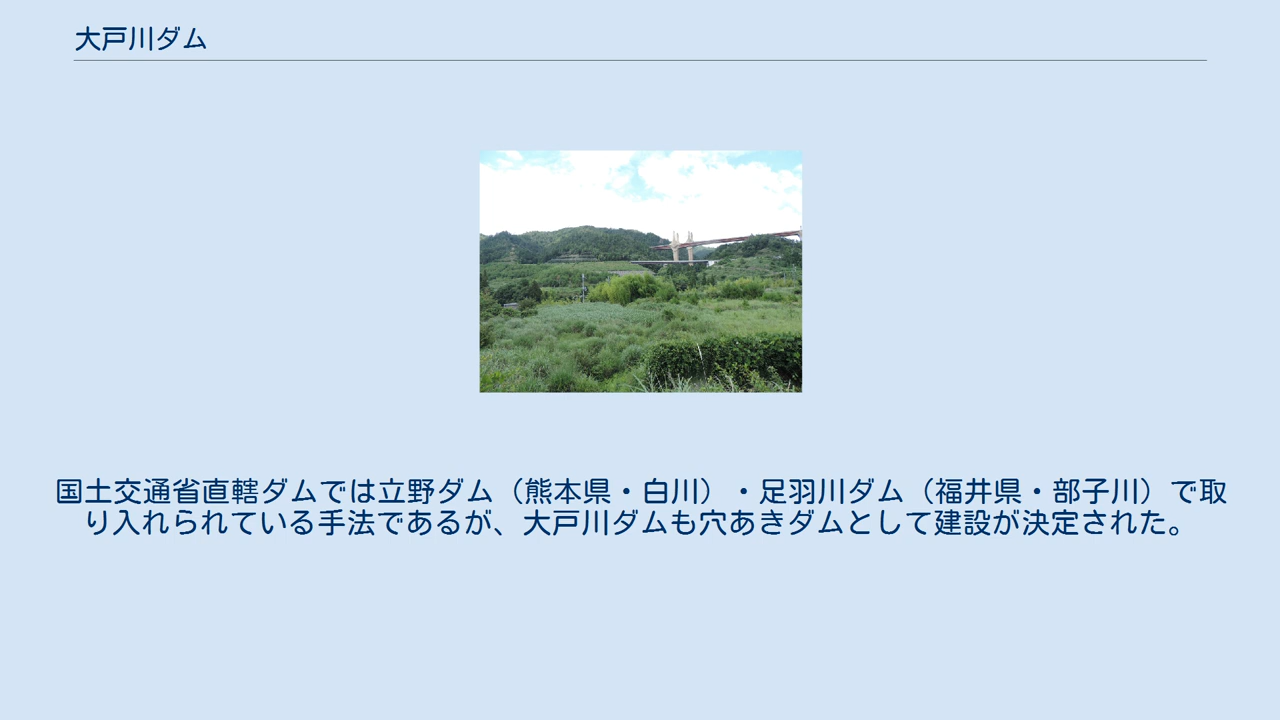 大戸川ダム
国土交通省直轄ダムでは立野ダム（熊本県・白川）・足羽川ダム（福井県・部子川）で取
り入れられている手法であるが、大戸川ダムも穴あきダムとして建設が決定された。